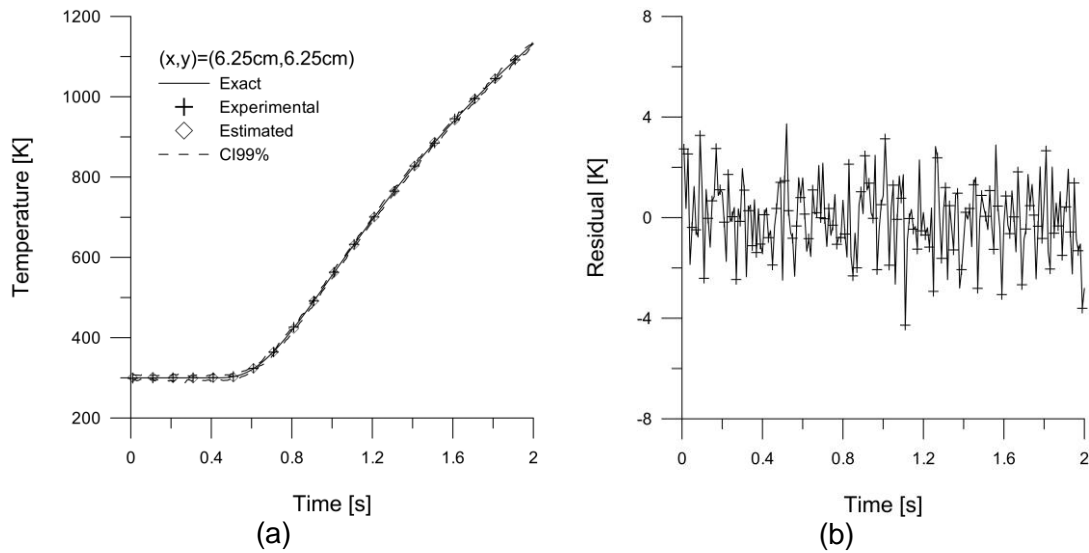 1200
1000
800
600
400
200
Temperature [K]
(x,y)=(6.25cm,6.25cm)
Exact
Experimental
Estimated
CI99%
0
0.4
0.8
1.2
1.6
2
Time [s]
(a)
8
4
0
-4
-8
Residual [K]
0
0.4
0.8
1.2
1.6
2
Time [s]
(b)